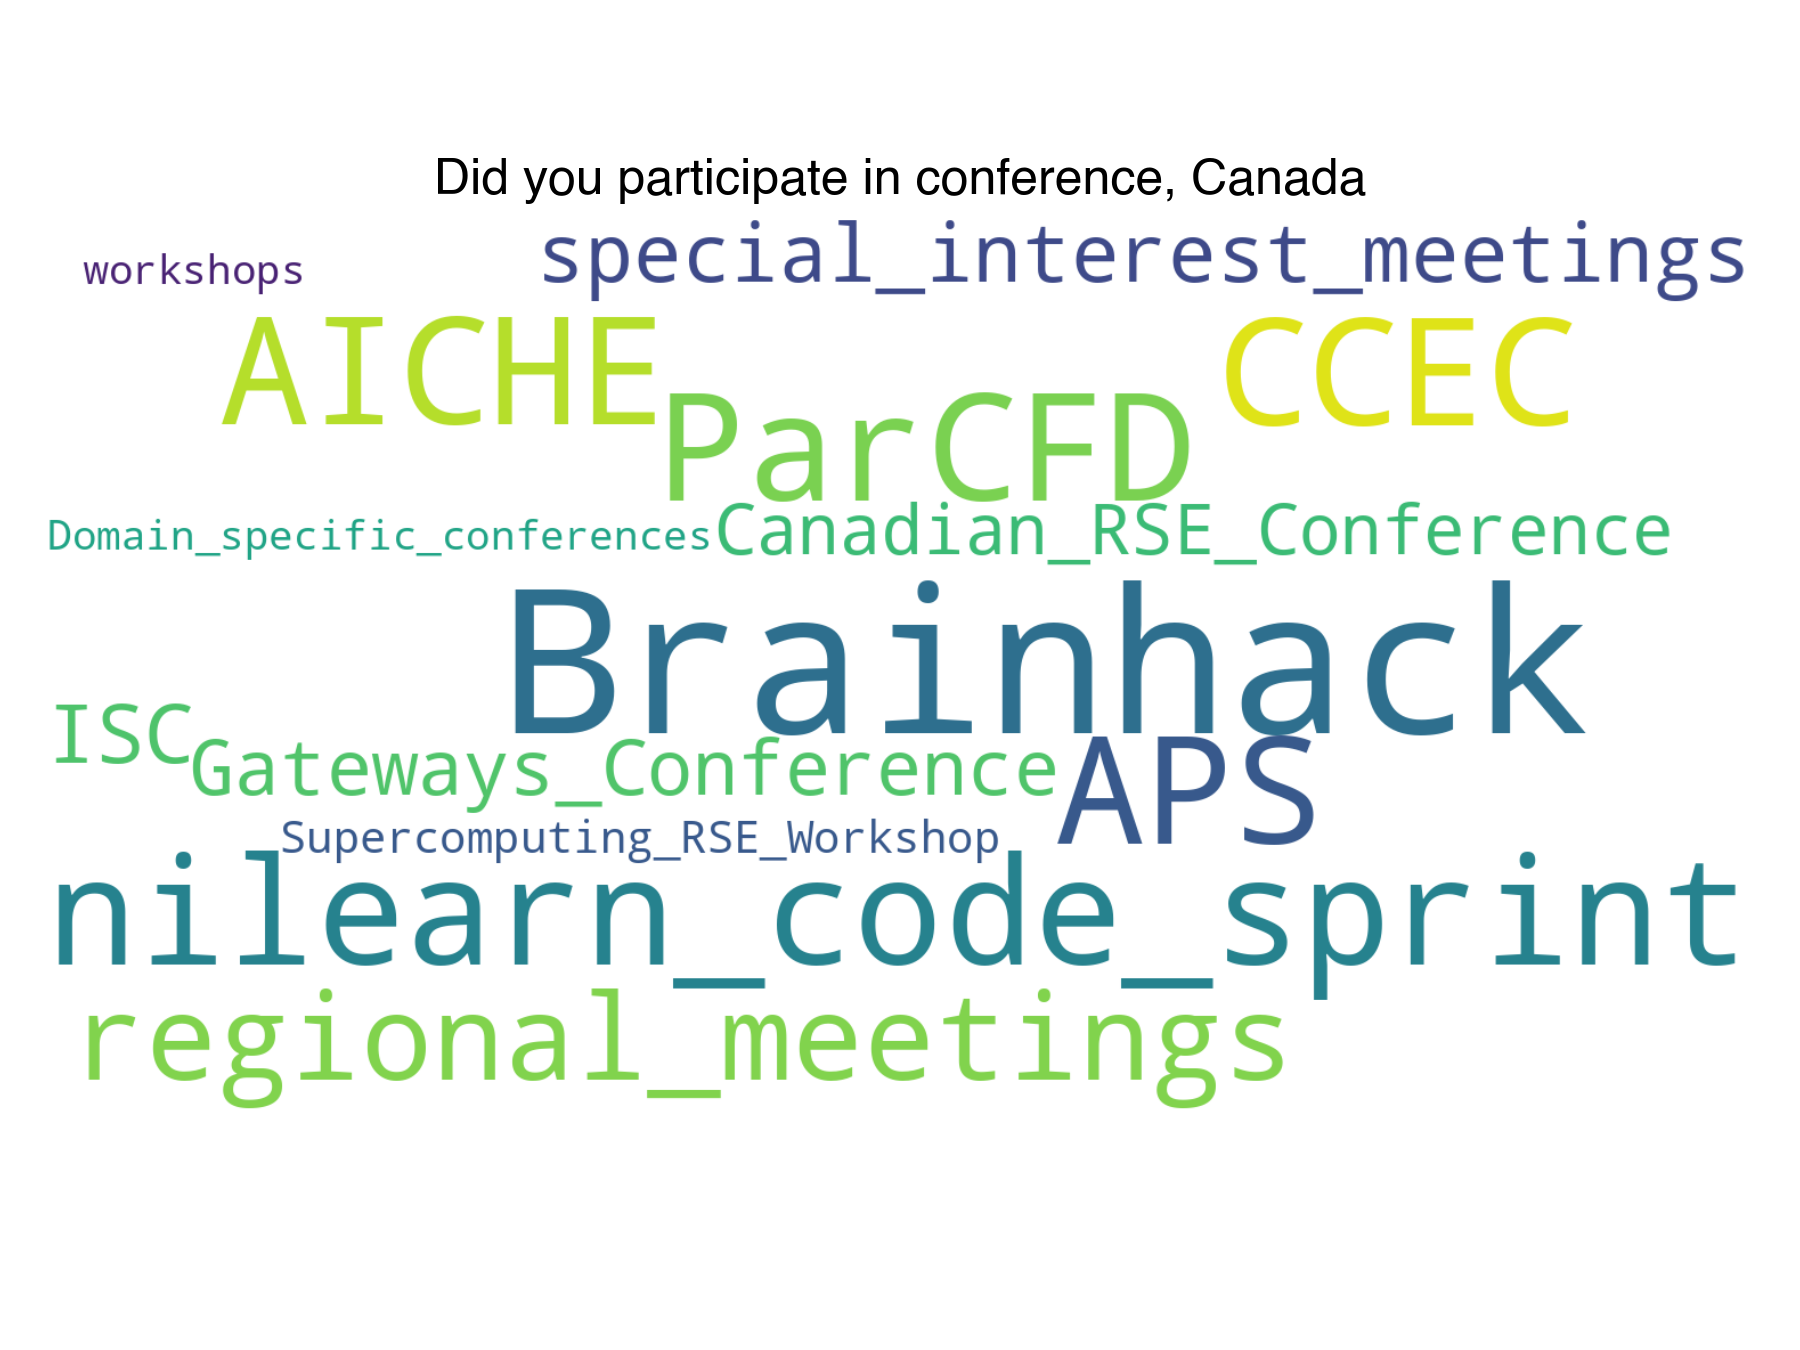 Did you participate in conference, Canada
workshops special_interest_meetings
AICHE CCEC
ParCFD
Domain_specific_conferences Canadian_RSE_Conference
Brainhack
ISC
Gateways_Conference APS
Supercomputing_RSE_Workshop
nilearn_code_sprint
regional_meetings